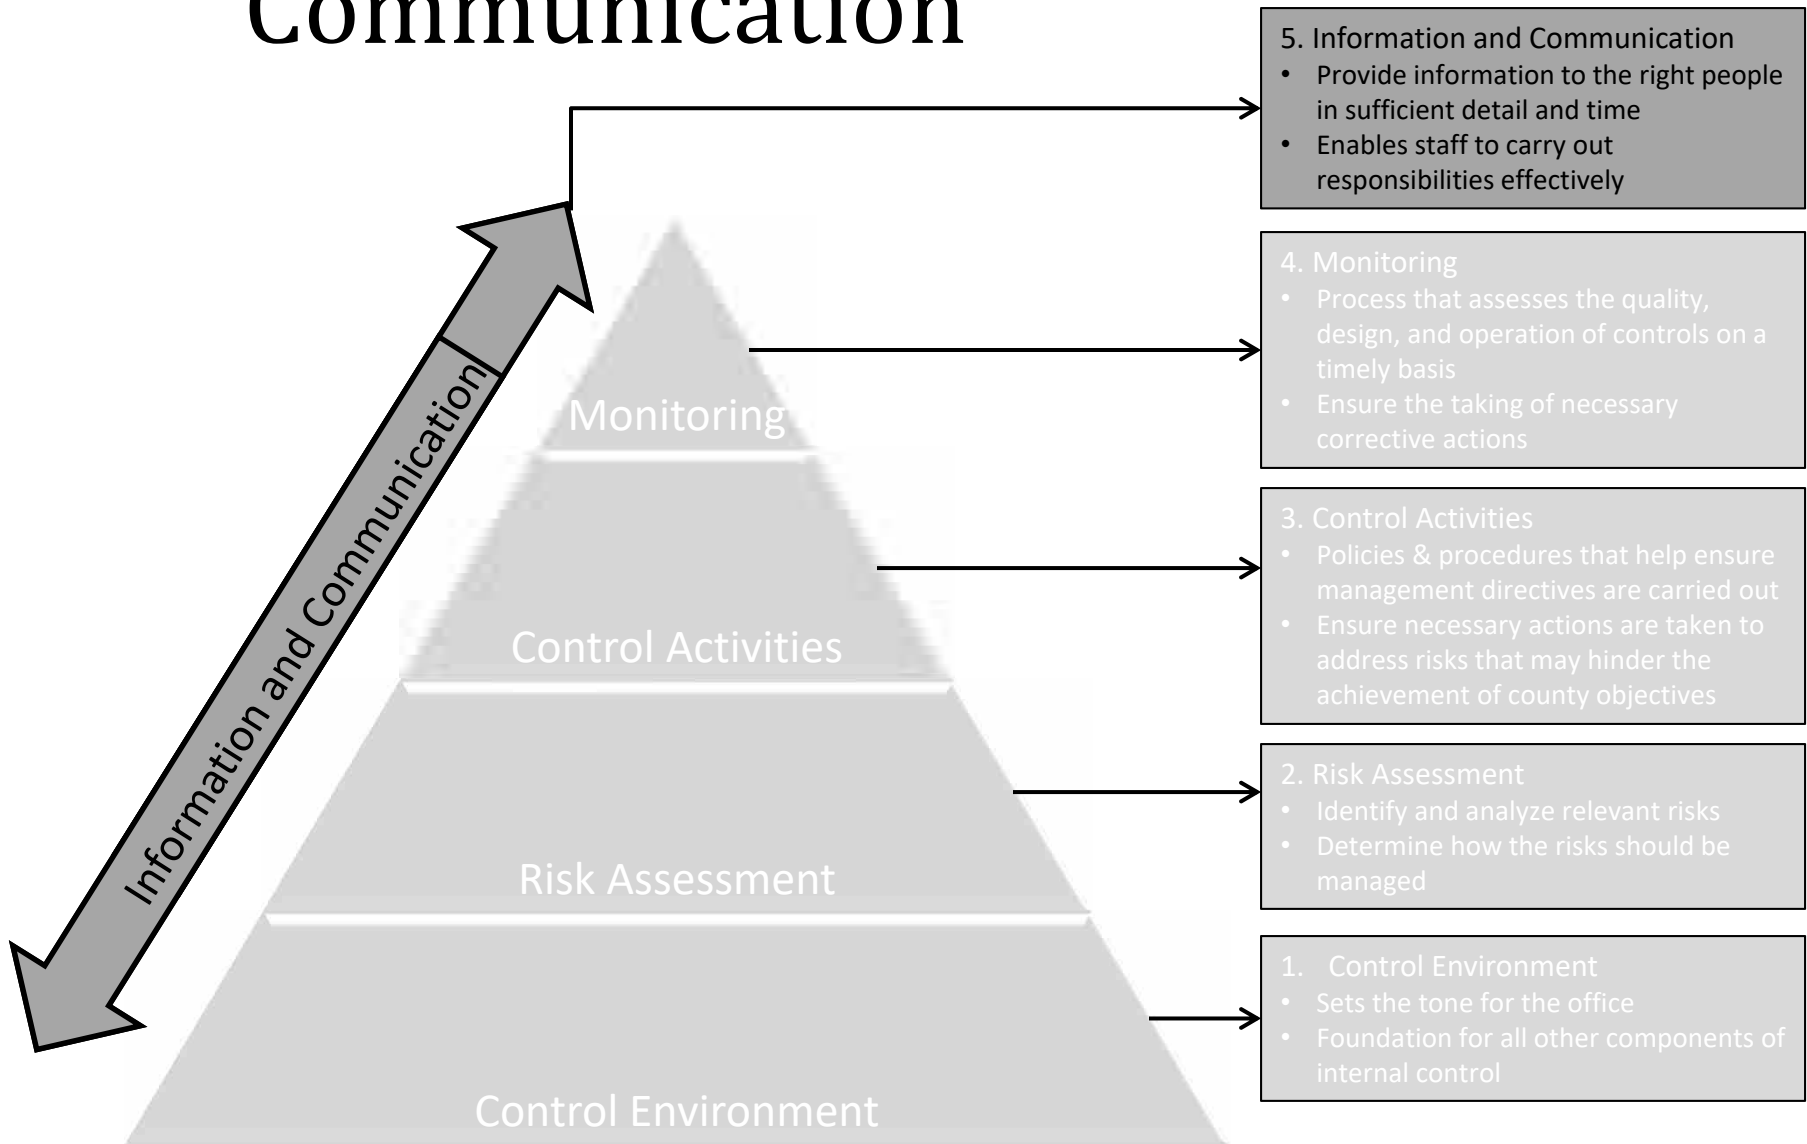 Communication
5. Information and Communication
• Provide information to the right people
in sufficient detail and time
• Enables staff to carry out
responsibilities effectively
4. Monitoring
• Process that assesses the quality,
design, and operation of controls on a
timely basis
• Ensure the taking of necessary
corrective actions
3. Control Activities
• Policies & procedures that help ensure
management directives are carried out
• Ensure necessary actions are taken to
address risks that may hinder the
achievement of county objectives
2. Risk Assessment
• Identify and analyze relevant risks
• Determine how the risks should be
managed
1. Control Environment
• Sets the tone for the office
• Foundation for all other components of
internal control
Information and Communication
Monitoring
Control Activities
Risk Assessment
Control Environment